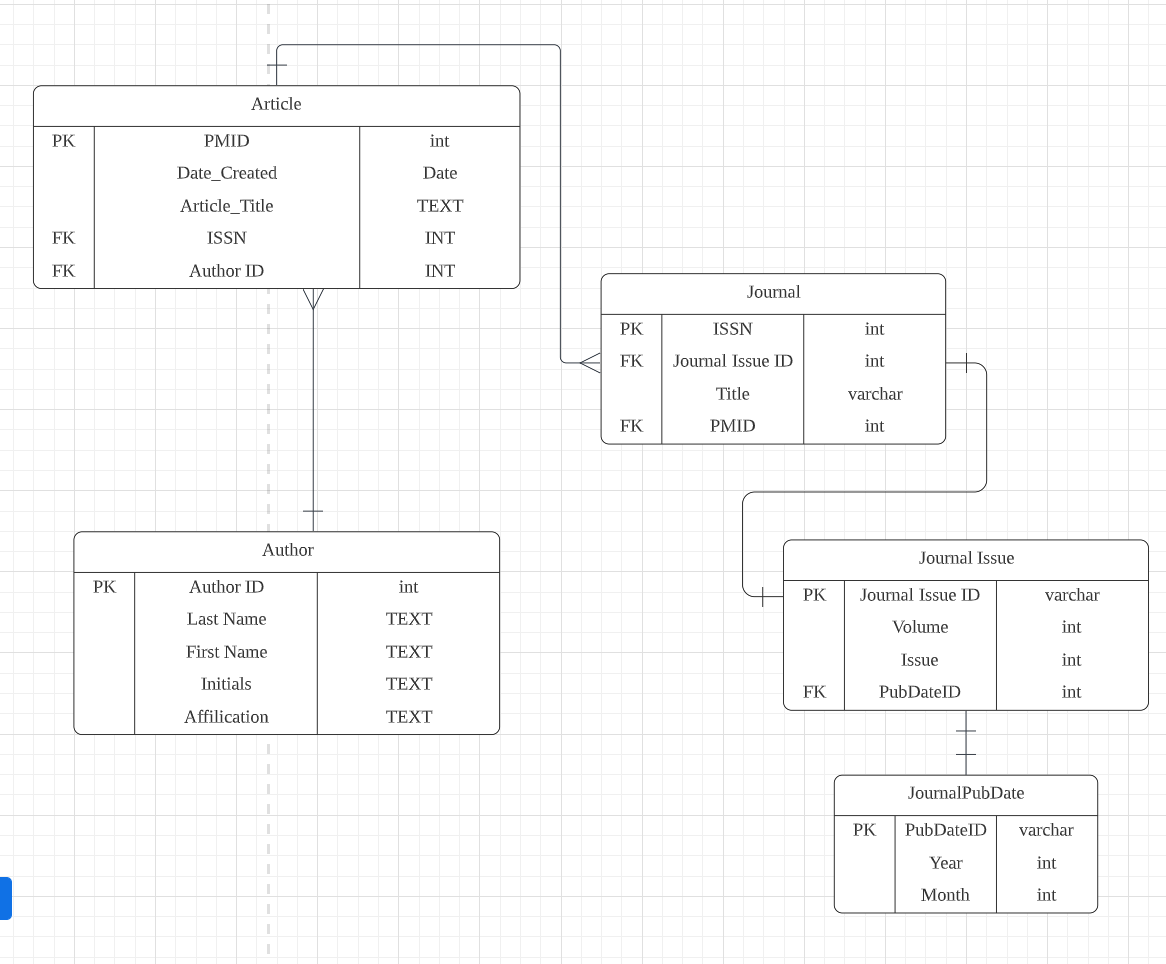 Article
PK PMID int
Date_Created Date
Article_Title TEXT
FK ISSN INT
FK Author ID INT
Journal
PK ISSN int
FK Journal Issue ID int
Title varchar
FK PMID int
Author
PK Author ID int
Last Name TEXT
First Name TEXT
Initials TEXT
Affilication TEXT
Journal Issue
PK Journal Issue ID varchar
Volume int
Issue int
FK PubDateID int
JournalPubDate
PK PubDateID varchar
Year int
Month int